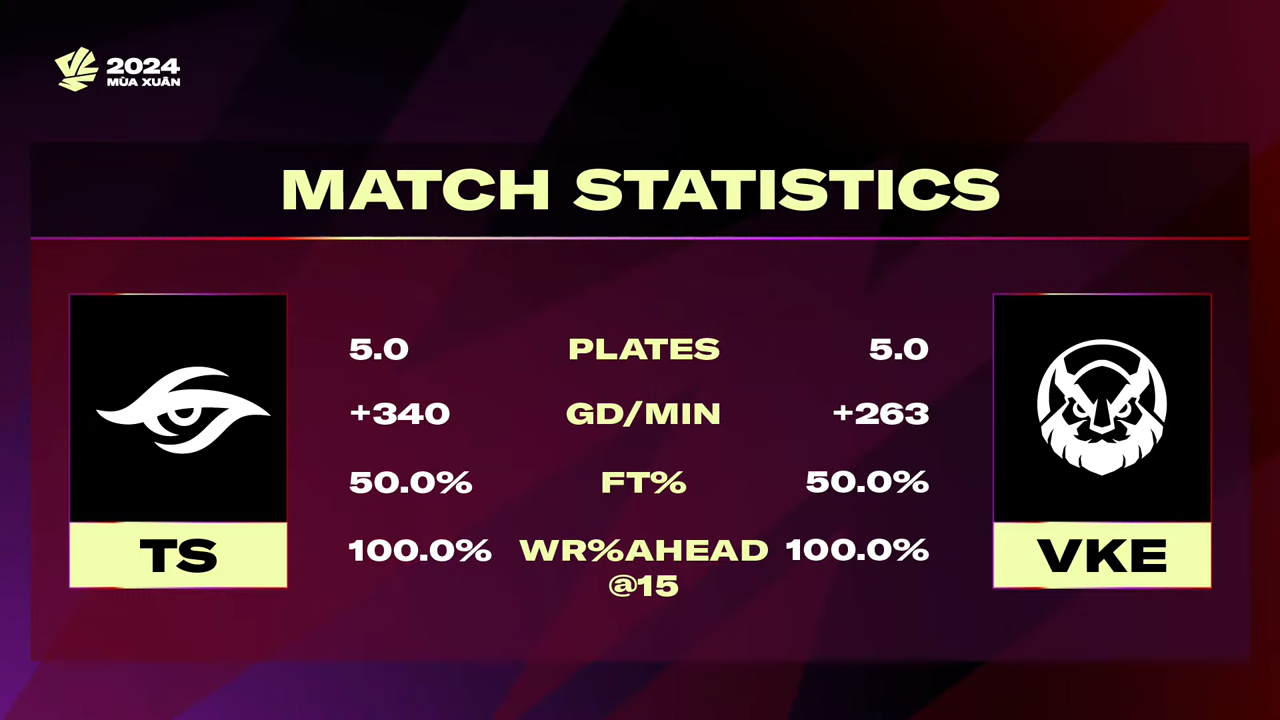 2024
MÙA XUÂN
MATCH STATISTICS
5.0 PLATES 5.0
+340 GD/MIN +263
50.0% FT% 50.0%
100.0% WR%AHEAD 100.0%
@15
TS
VKE